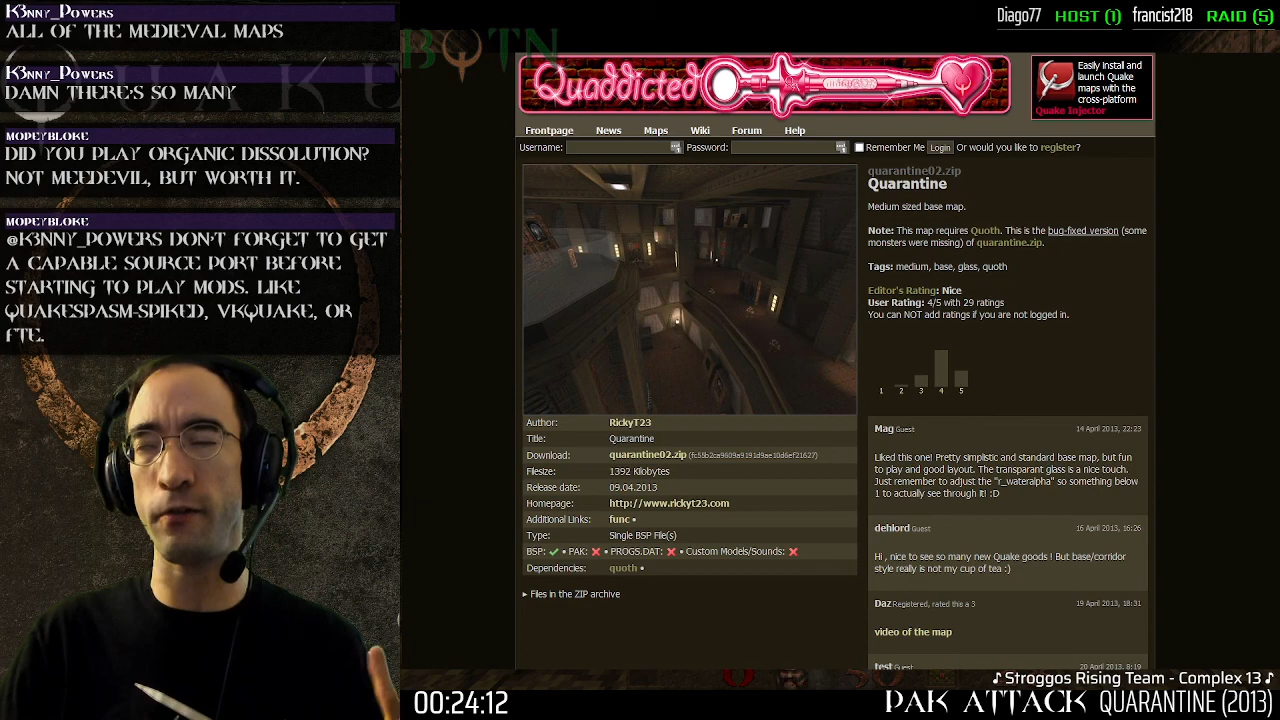 K3nny_Powers
ALL OF THE MEDIEVAL MAPS
K3nny_Powers
DAMN THERE'S SO MANY
MOPEYBLOKE
DID YOU PLAY ORGANIC DISSOLUTION?
NOT MEEDEVIL, BUT WORTH IT.
MOPEYBLOKE
@K3NNY_POWERS DON'T FORGET TO GET
A CAPABLE SOURCE PORT BEFORE
STARTING TO PLAY MODS. LIKE
QUAKESPASM-SPIKED, VKQUAKE, OR
FTE.
Diago77 HOST (1) francist218 RAID (5)
Quaddicted
Easily Install and
launch Quake
maps with the
cross-platform
Quake Injector
Frontpage News Maps Wiki Forum Help
Username: Password: Remember Me Login Or would you like to register?
quarantine02.zip
Quarantine
Medium sized base map.
Note: This map requires Quoth. This is the bug-fixed version (some
monsters were missing) of quarantine.zip.
Tags: medium, base, glass, quoth
Editor's Rating: Nice
User Rating: 4/5 with 29 ratings
You can NOT add ratings if you are not logged in.
1 2 3 4 5
Author: RickyT23
Title: Quarantine
Download: quarantine02.zip (fc55b2ca9609a9191d9ae10d6ef21627)
Filesize: 1392 Kilobytes
Release date: 09.04.2013
Homepage: http://www.rickyt23.com
Additional Links: func •
Type: Single BSP File(s)
BSP: ✓ • PAK: ✗ • PROGS.DAT: ✗ • Custom Models/Sounds: ✗
Dependencies: quoth •
▸ Files in the ZIP archive
Mag Guest 14 April 2013, 22:23
Liked this one! Pretty simplstic and standard base map, but fun
to play and good layout. The transparant glass is a nice touch.
Just remember to adjust the "r_wateralpha" so something below
1 to actually see through it! :D
dehlord Guest 16 April 2013, 16:26
Hi , nice to see so many new Quake goods ! But base/corridor
style really is not my cup of tea :)
Daz Registered, rated this a 3 19 April 2013, 18:31
video of the map
test Guest 20 April 2013, 8:19
♪ Stroggos Rising Team - Complex 13 ♪
00:24:12
PAK ATTACK QUARANTINE (2013)